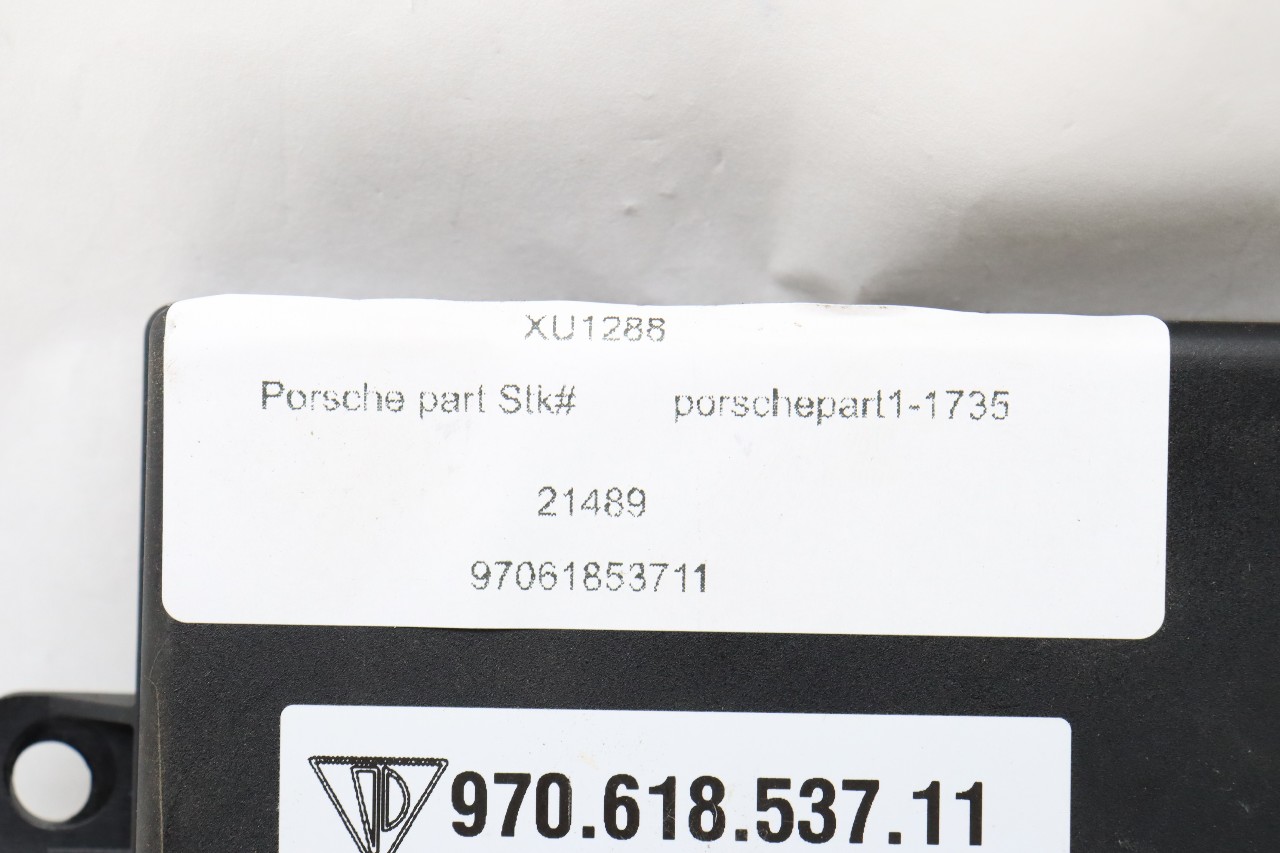 XU1288
Porsche part Stk# porschepart1-1735
21489
97061853711
970.618.537.11